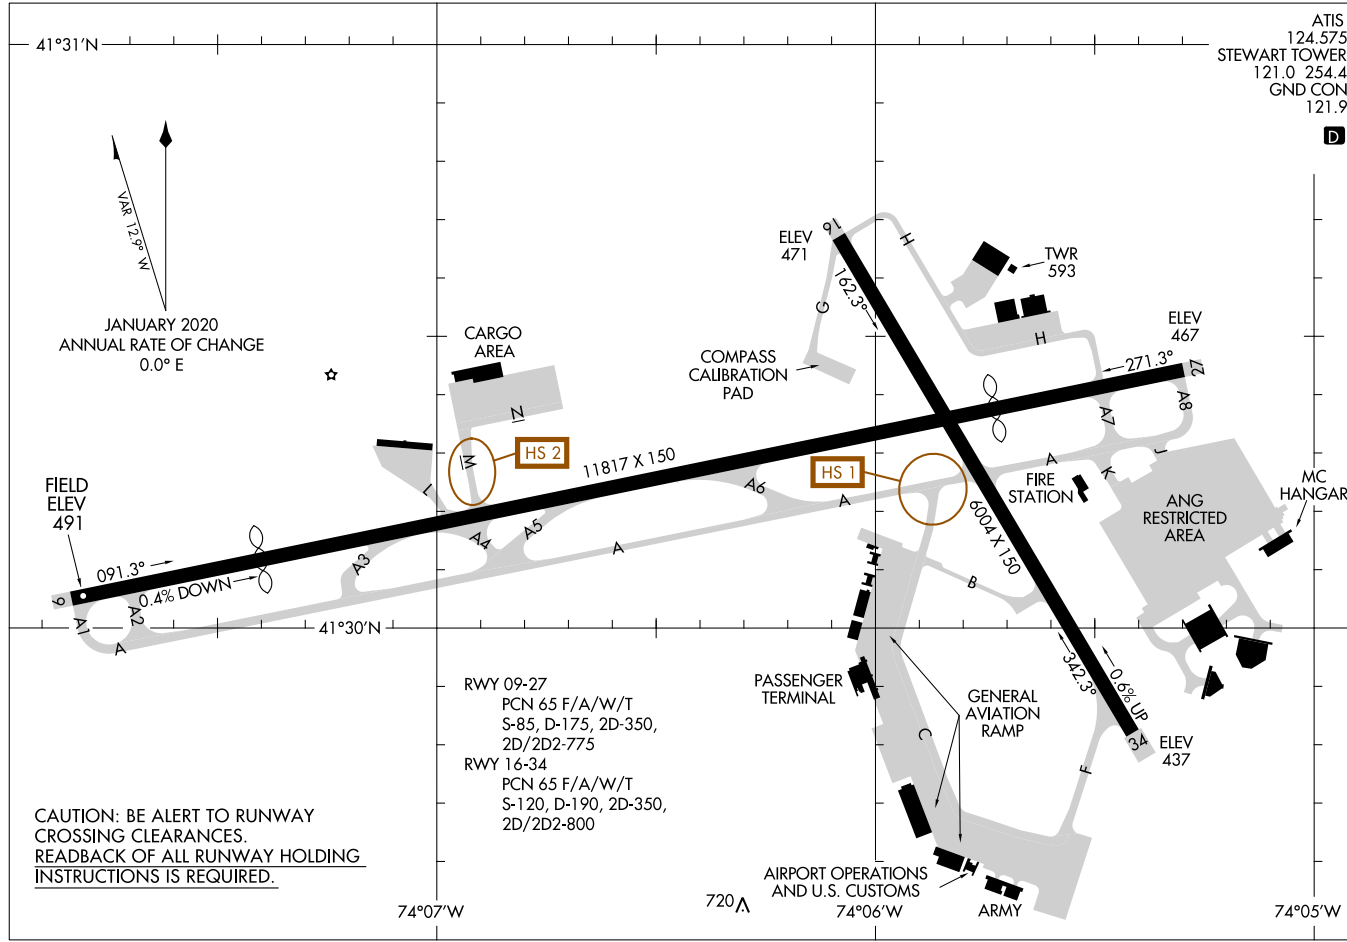 ATIS
124.575
STEWART TOWER
121.0 254.4
GND CON
121.9
D
41°31'N
VAR 12.9° W
JANUARY 2020
ANNUAL RATE OF CHANGE
0.0° E
ELEV
471
16
H
TWR
593
162.3°
G
H
ELEV
467
CARGO
AREA
COMPASS
CALIBRATION
PAD
271.3°
27
N
A7
A8
HS 2
M
11817 X 150
HS 1
A
J
K
FIELD
ELEV
491
L
A6
A
FIRE
STATION
ANG
RESTRICTED
AREA
MC
HANGAR
A5
A4
A
6004 X 150
091.3°
0.4% DOWN
A3
B
9
A1
A2
A
41°30'N
342.3°
0.6% UP
PASSENGER
TERMINAL
GENERAL
AVIATION
RAMP
C
F
34
ELEV
437
RWY 09-27
PCN 65 F/A/W/T
S-85, D-175, 2D-350,
2D/2D2-775
RWY 16-34
PCN 65 F/A/W/T
S-120, D-190, 2D-350,
2D/2D2-800
CAUTION: BE ALERT TO RUNWAY
CROSSING CLEARANCES.
READBACK OF ALL RUNWAY HOLDING
INSTRUCTIONS IS REQUIRED.
AIRPORT OPERATIONS
AND U.S. CUSTOMS
ARMY
720
74°07'W
74°06'W
74°05'W